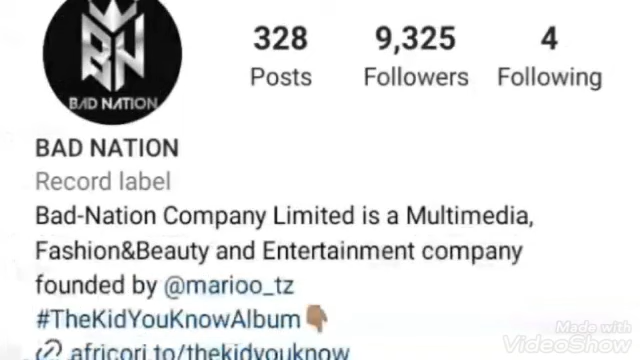 328 9,325 4
Posts Followers Following
BAD NATION
BAD NATION
Record label
Bad-Nation Company Limited is a Multimedia,
Fashion&Beauty and Entertainment company
founded by @marioo_tz
#TheKidYouKnowAlbum👇🏽
africori.to/thekidyouknow
Made with
VideoShow